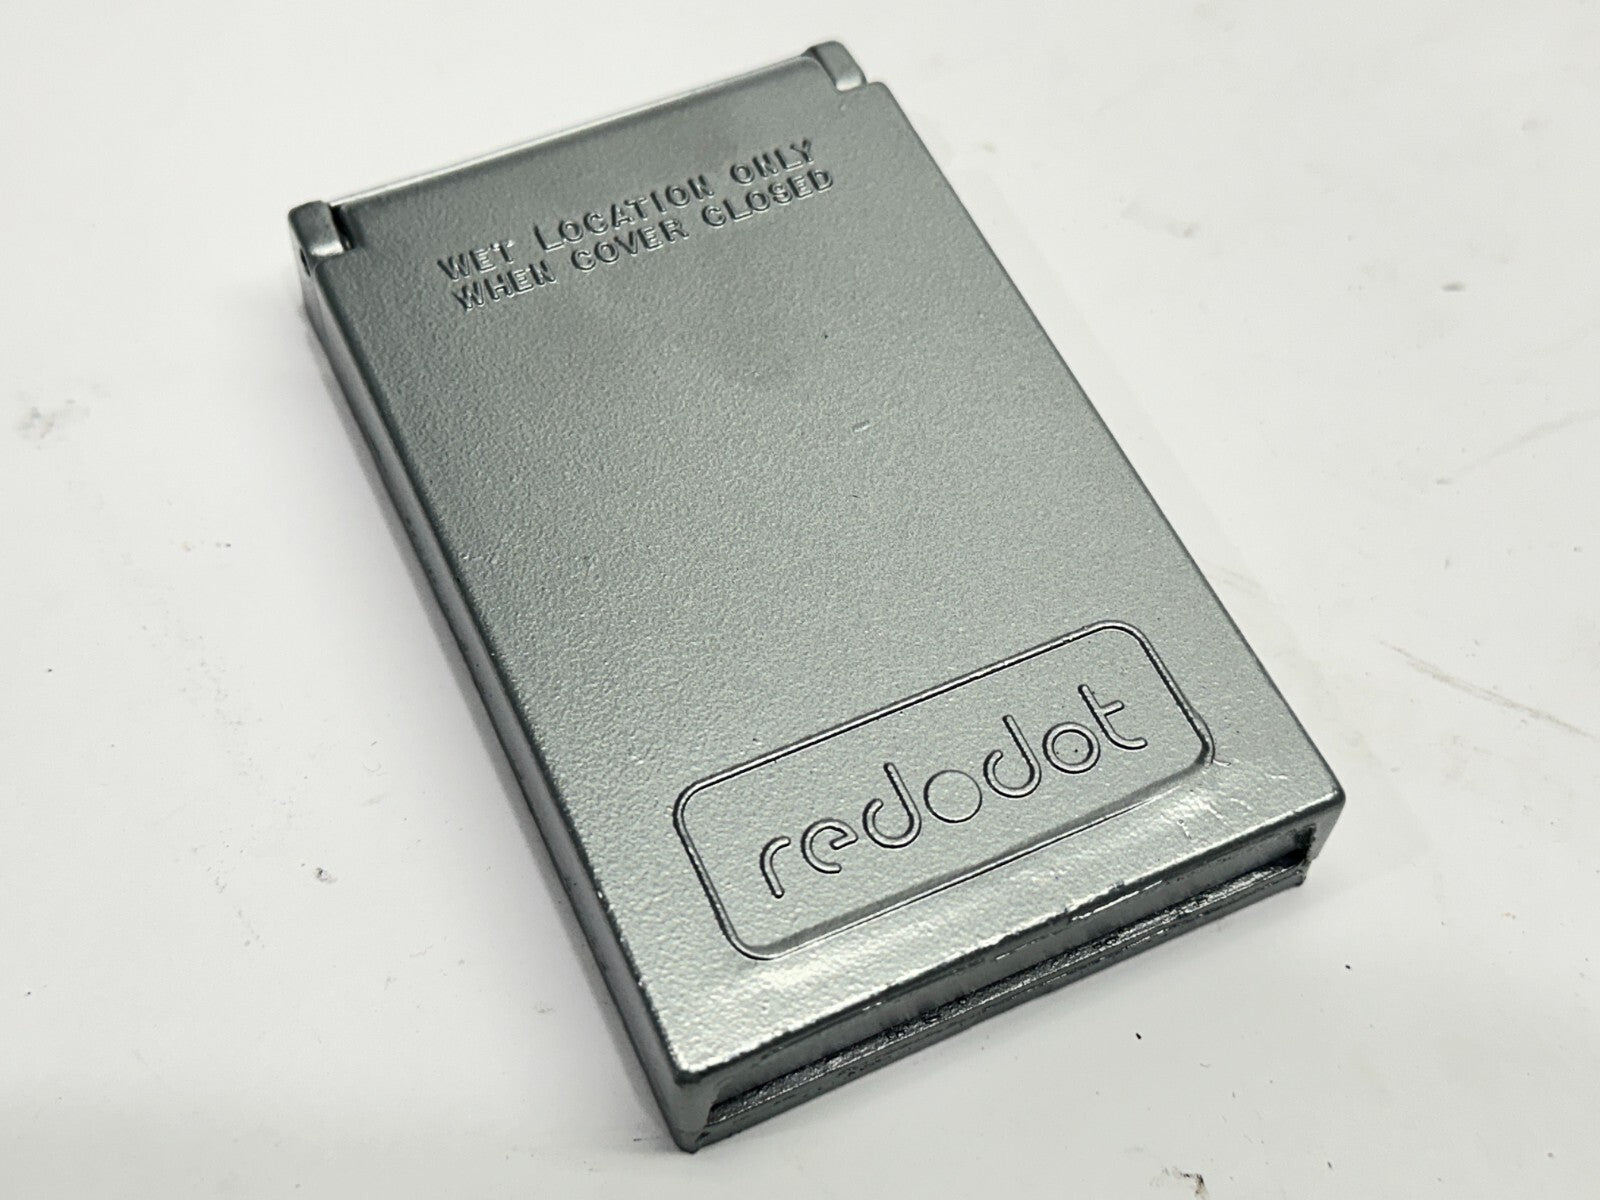 WET LOCATION ONLY
WHEN COVER CLOSED
redodot